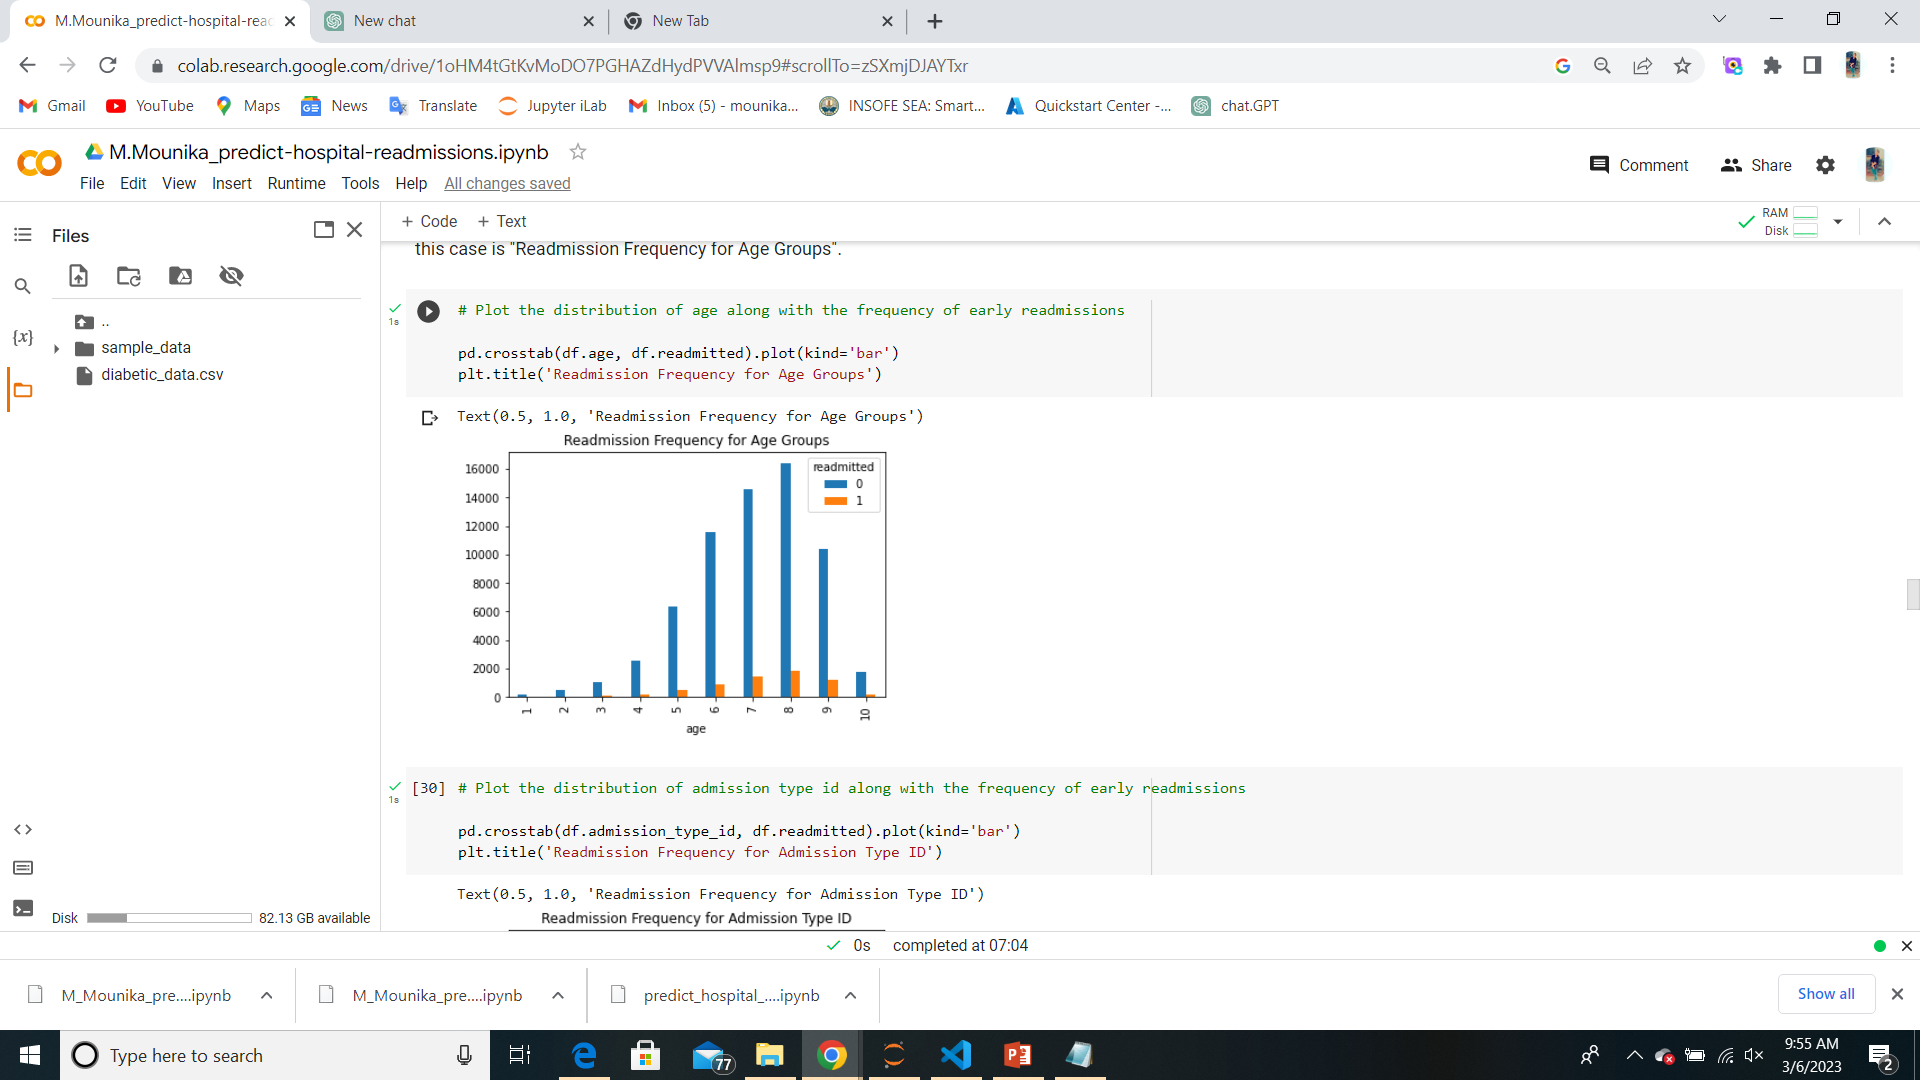 M.Mounika_predict-hospital-reac
New chat
New Tab
colab.research.google.com/drive/1oHM4tGtKvMoDO7PGHAZdHydPVVAlmsp9#scrollTo=zSXmjDJAYTxr
Gmail
YouTube
Maps
News
Translate
Jupyter iLab
Inbox (5) - mounika...
INSOFE SEA: Smart...
Quickstart Center -...
chat.GPT
M.Mounika_predict-hospital-readmissions.ipynb
Comment
Share
File Edit View Insert Runtime Tools Help All changes saved
Files
+ Code + Text
RAM
Disk
..
sample_data
diabetic_data.csv
{x}
this case is "Readmission Frequency for Age Groups".
1s
# Plot the distribution of age along with the frequency of early readmissions
pd.crosstab(df.age, df.readmitted).plot(kind='bar')
plt.title('Readmission Frequency for Age Groups')
Text(0.5, 1.0, 'Readmission Frequency for Age Groups')
Readmission Frequency for Age Groups
readmitted
0
1
16000
14000
12000
10000
8000
6000
4000
2000
0
1 2 3 4 5 6 7 8 9 10
age
[30] # Plot the distribution of admission type id along with the frequency of early readmissions
1s
pd.crosstab(df.admission_type_id, df.readmitted).plot(kind='bar')
plt.title('Readmission Frequency for Admission Type ID')
Text(0.5, 1.0, 'Readmission Frequency for Admission Type ID')
Readmission Frequency for Admission Type ID
Disk 82.13 GB available
0s completed at 07:04
M_Mounika_pre....ipynb
M_Mounika_pre....ipynb
predict_hospital_....ipynb
Show all
Type here to search
77
9:55 AM
3/6/2023
2